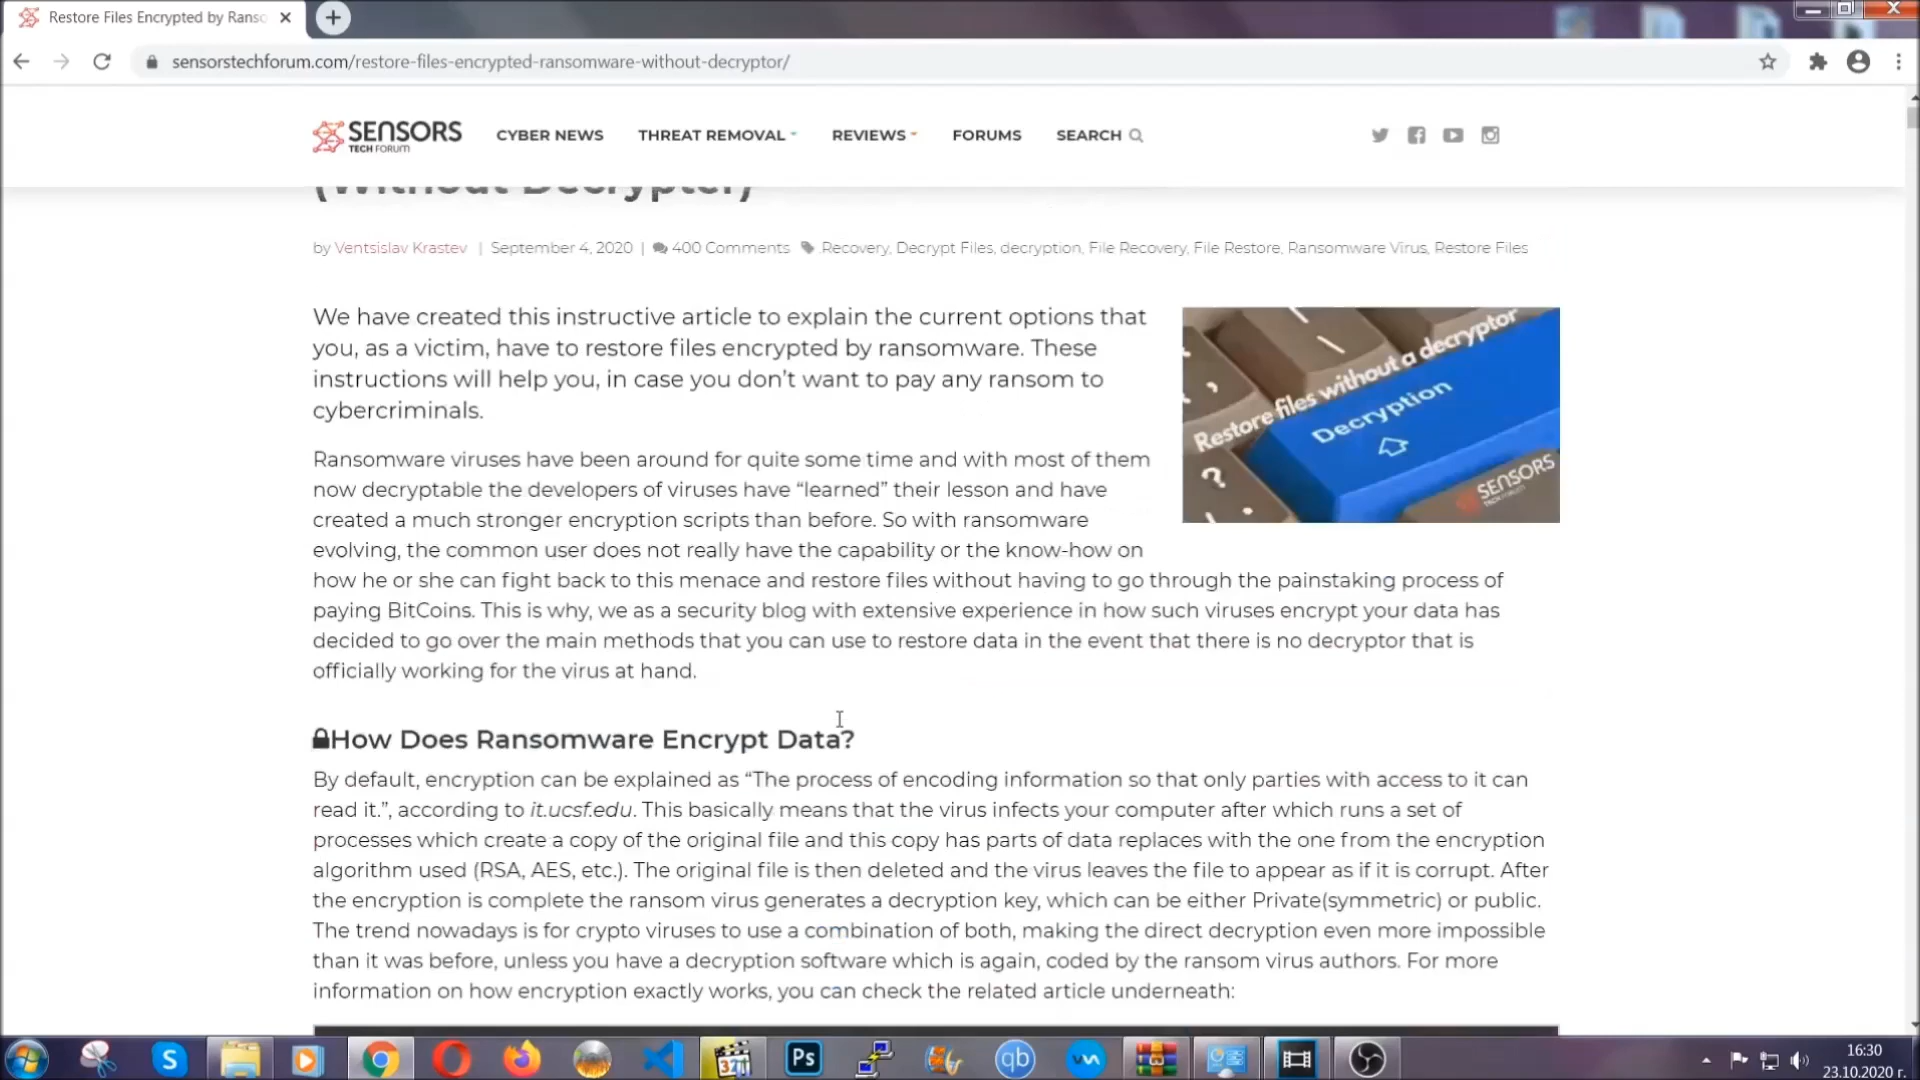 Restore Files Encrypted by Ranso
sensorstechforum.com/restore-files-encrypted-ransomware-without-decryptor/
SENSORS
TECH FORUM
CYBER NEWS THREAT REMOVAL REVIEWS FORUMS SEARCH
(Without Decrypter)
by Ventsislav Krastev | September 4, 2020 | 400 Comments Recovery, Decrypt Files, decryption, File Recovery, File Restore, Ransomware Virus, Restore Files
We have created this instructive article to explain the current options that
you, as a victim, have to restore files encrypted by ransomware. These
instructions will help you, in case you don’t want to pay any ransom to
cybercriminals.
Restore files without a decryptor
Decryption
SENSORS
Ransomware viruses have been around for quite some time and with most of them
now decryptable the developers of viruses have “learned” their lesson and have
created a much stronger encryption scripts than before. So with ransomware
evolving, the common user does not really have the capability or the know-how on
how he or she can fight back to this menace and restore files without having to go through the painstaking process of
paying BitCoins. This is why, we as a security blog with extensive experience in how such viruses encrypt your data has
decided to go over the main methods that you can use to restore data in the event that there is no decryptor that is
officially working for the virus at hand.
How Does Ransomware Encrypt Data?
By default, encryption can be explained as “The process of encoding information so that only parties with access to it can
read it.”, according to it.ucsf.edu. This basically means that the virus infects your computer after which runs a set of
processes which create a copy of the original file and this copy has parts of data replaces with the one from the encryption
algorithm used (RSA, AES, etc.). The original file is then deleted and the virus leaves the file to appear as if it is corrupt. After
the encryption is complete the ransom virus generates a decryption key, which can be either Private(symmetric) or public.
The trend nowadays is for crypto viruses to use a combination of both, making the direct decryption even more impossible
than it was before, unless you have a decryption software which is again, coded by the ransom virus authors. For more
information on how encryption exactly works, you can check the related article underneath:
Ps
qb
16:30
23.10.2020 г.